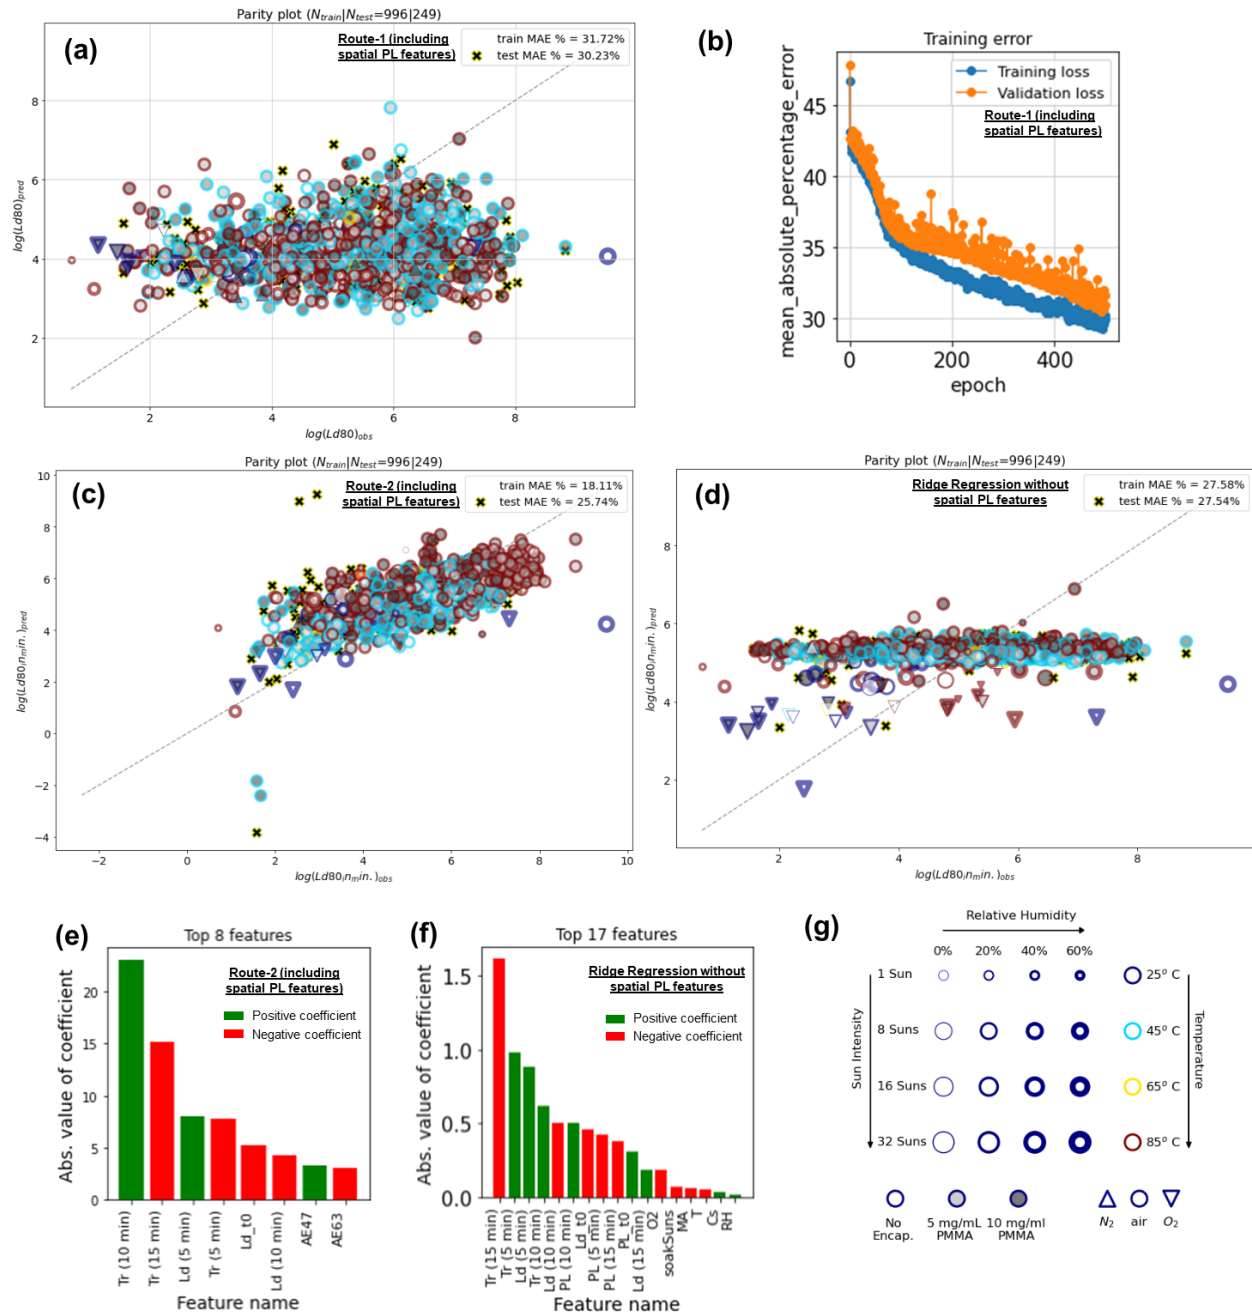 Parity plot (N_train|N_test=996|249)
(a)
Route-1 (including
spatial PL features)
train MAE % = 31.72%
test MAE % = 30.23%
8
6
4
2
log(Ld80)_pred
2
4
6
8
log(Ld80)_obs
(b)
Training error
Training loss
Validation loss
Route-1 (including
spatial PL features)
mean_absolute_percentage_error
45
40
35
30
0
200
400
epoch
Parity plot (N_train|N_test=996|249)
(c)
Route-2 (including
spatial PL features)
train MAE % = 18.11%
test MAE % = 25.74%
10
8
6
4
2
0
−2
−4
log(Ld80_in_min.)_pred
−2
0
2
4
6
8
10
log(Ld80_in_min.)_obs
Parity plot (N_train|N_test=996|249)
(d)
Ridge Regression without
spatial PL features
train MAE % = 27.58%
test MAE % = 27.54%
8
6
4
2
log(Ld80_in_min.)_pred
2
4
6
8
log(Ld80_in_min.)_obs
(e)
Top 8 features
Route-2 (including
spatial PL features)
Positive coefficient
Negative coefficient
Abs. value of coefficient
20
15
10
5
0
Tr (10 min)
Tr (15 min)
Ld (5 min)
Tr (5 min)
Ld_t0
Ld (10 min)
AE47
AE63
Feature name
(f)
Top 17 features
Ridge Regression without
spatial PL features
Positive coefficient
Negative coefficient
Abs. value of coefficient
1.5
1.0
0.5
0.0
Tr (15 min)
Tr (5 min)
Ld (5 min)
Tr (10 min)
Ld (10 min)
PL (10 min)
Ld_t0
PL (5 min)
PL (15 min)
PL_t0
Ld (15 min)
O2
soakSuns
MA
T
Cs
RH
Feature name
(g)
Relative Humidity
0% 20% 40% 60%
1 Sun
8 Suns
16 Suns
32 Suns
Sun Intensity
25° C
45° C
65° C
85° C
Temperature
No
Encap.
5 mg/mL
PMMA
10 mg/ml
PMMA
N₂
air
O₂